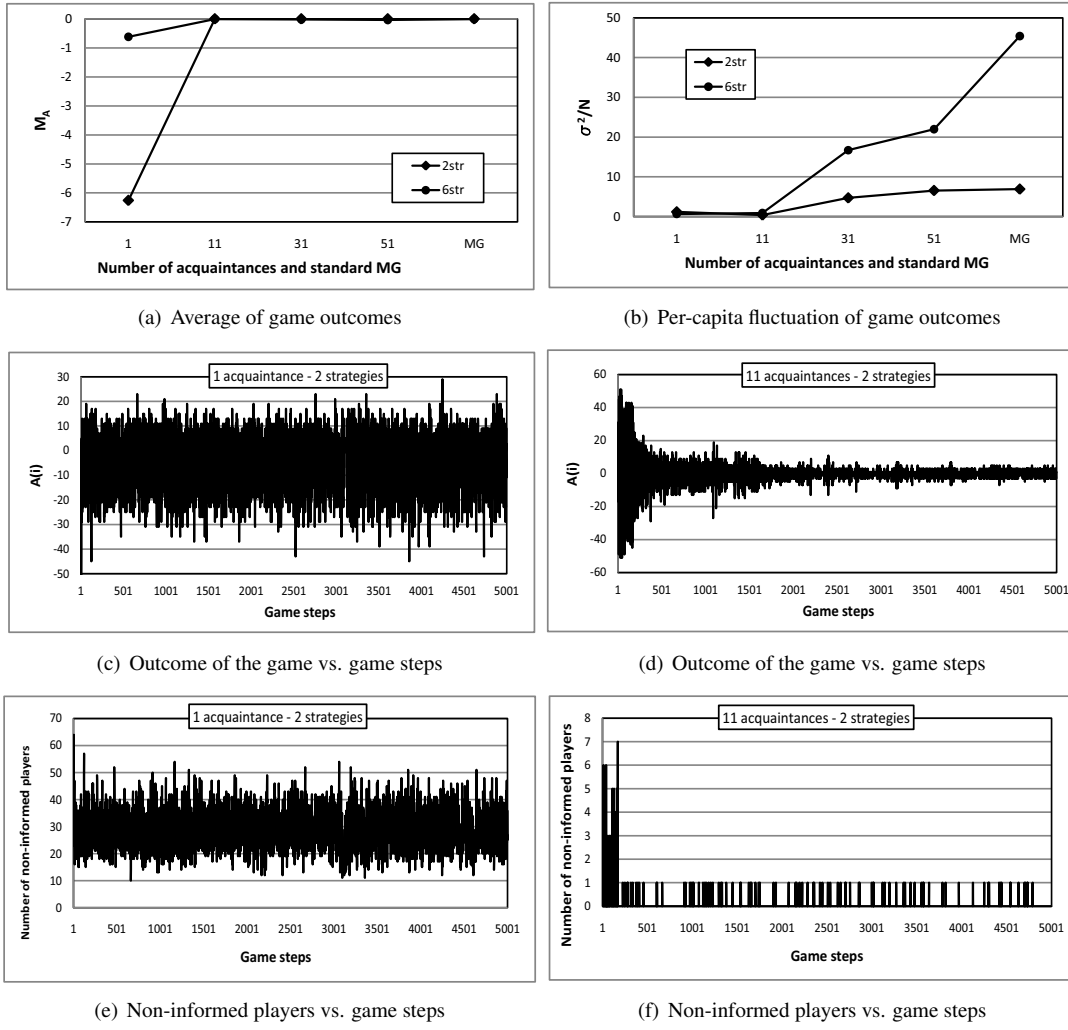 0
-1
-2
-3
-4
-5
-6
-7
M_A
2str
6str
1 11 31 51 MG
Number of acquaintances and standard MG
(a) Average of game outcomes
50
40
30
20
10
0
σ²/N
2str
6str
1 11 31 51 MG
Number of acquaintances and standard MG
(b) Per-capita fluctuation of game outcomes
1 acquaintance - 2 strategies
30
20
10
0
-10
-20
-30
-40
-50
A(i)
1 501 1001 1501 2001 2501 3001 3501 4001 4501 5001
Game steps
(c) Outcome of the game vs. game steps
11 acquaintances - 2 strategies
60
40
20
0
-20
-40
-60
A(i)
1 501 1001 1501 2001 2501 3001 3501 4001 4501 5001
Game steps
(d) Outcome of the game vs. game steps
1 acquaintance - 2 strategies
70
60
50
40
30
20
10
0
Number of non-informed players
1 501 1001 1501 2001 2501 3001 3501 4001 4501 5001
Game steps
(e) Non-informed players vs. game steps
11 acquaintances - 2 strategies
8
7
6
5
4
3
2
1
0
Number of non-informed players
1 501 1001 1501 2001 2501 3001 3501 4001 4501 5001
Game steps
(f) Non-informed players vs. game steps